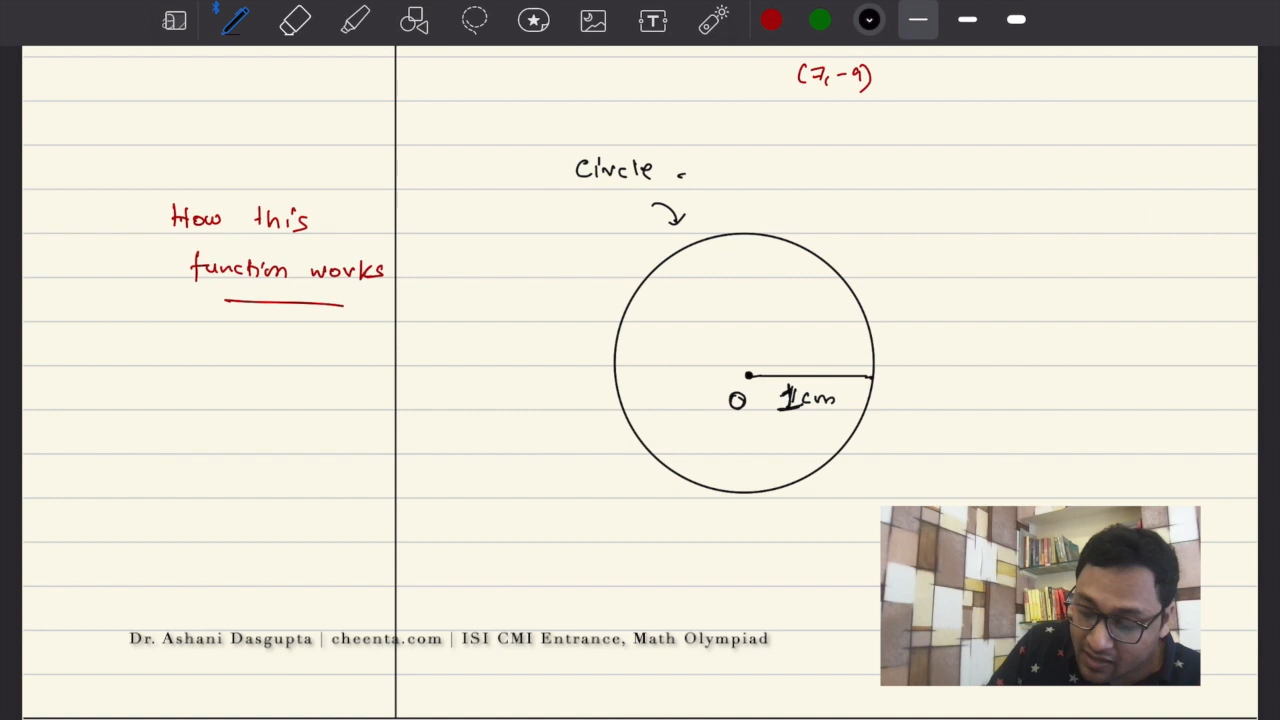 (7, -9)
Circle
How this
function works
O 1cm
Dr. Ashani Dasgupta | cheenta.com | ISI CMI Entrance, Math Olympiad